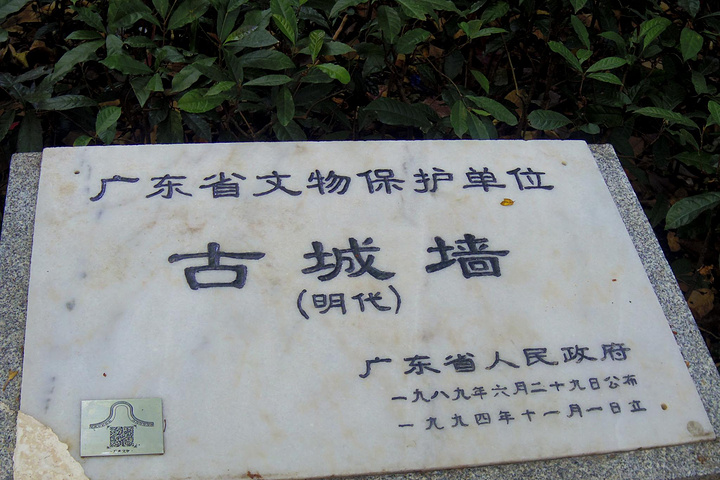 广东省文物保护单位
古城墙
(明代)
广东省人民政府
一九八九年六月二十九日公布
一九九四年十一月一日立